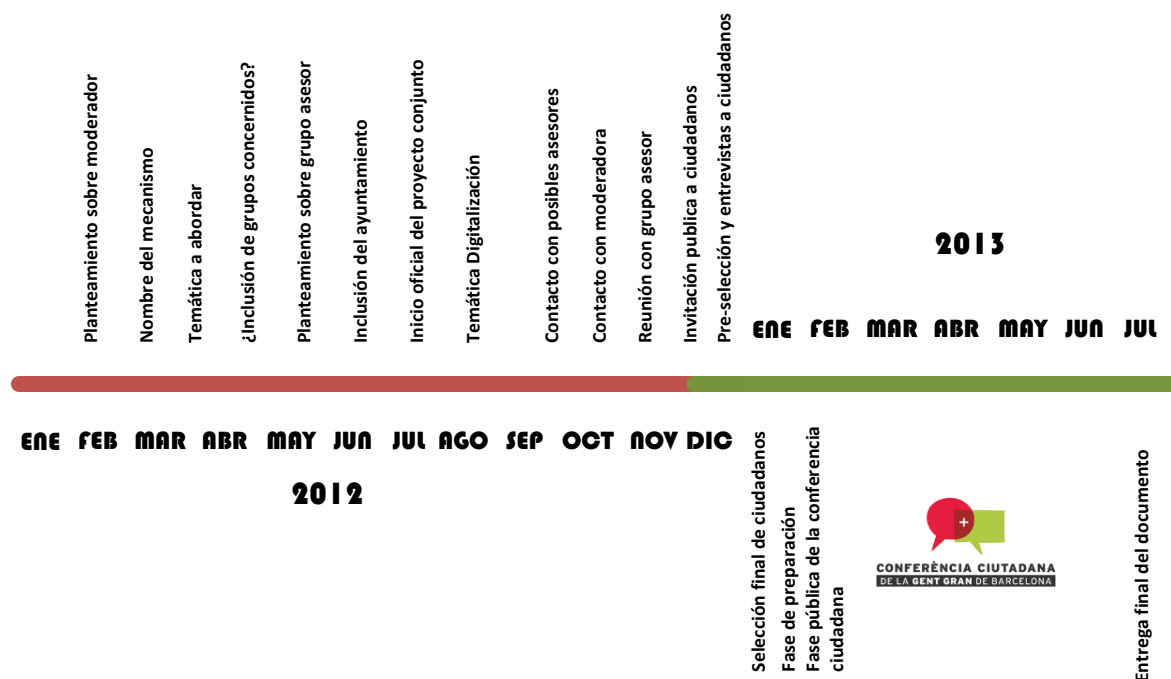 Planteamiento sobre moderador
Nombre del mecanismo
Temática a abordar
¿Inclusión de grupos concernidos?
Planteamiento sobre grupo asesor
Inclusión del ayuntamiento
Inicio oficial del proyecto conjunto
Temática Digitalización
Contacto con posibles asesores
Contacto con moderadora
Reunión con grupo asesor
Invitación publica a ciudadanos
Pre-selección y entrevistas a ciudadanos
2013
ENE FEB MAR ABR MAY JUN JUL
ENE FEB MAR ABR MAY JUN JUL AGO SEP OCT NOV DIC
2012
Selección final de ciudadanos
Fase de preparación
Fase pública de la conferencia
ciudadana
+
CONFERÈNCIA CIUTADANA
DE LA GENT GRAN DE BARCELONA
Entrega final del documento